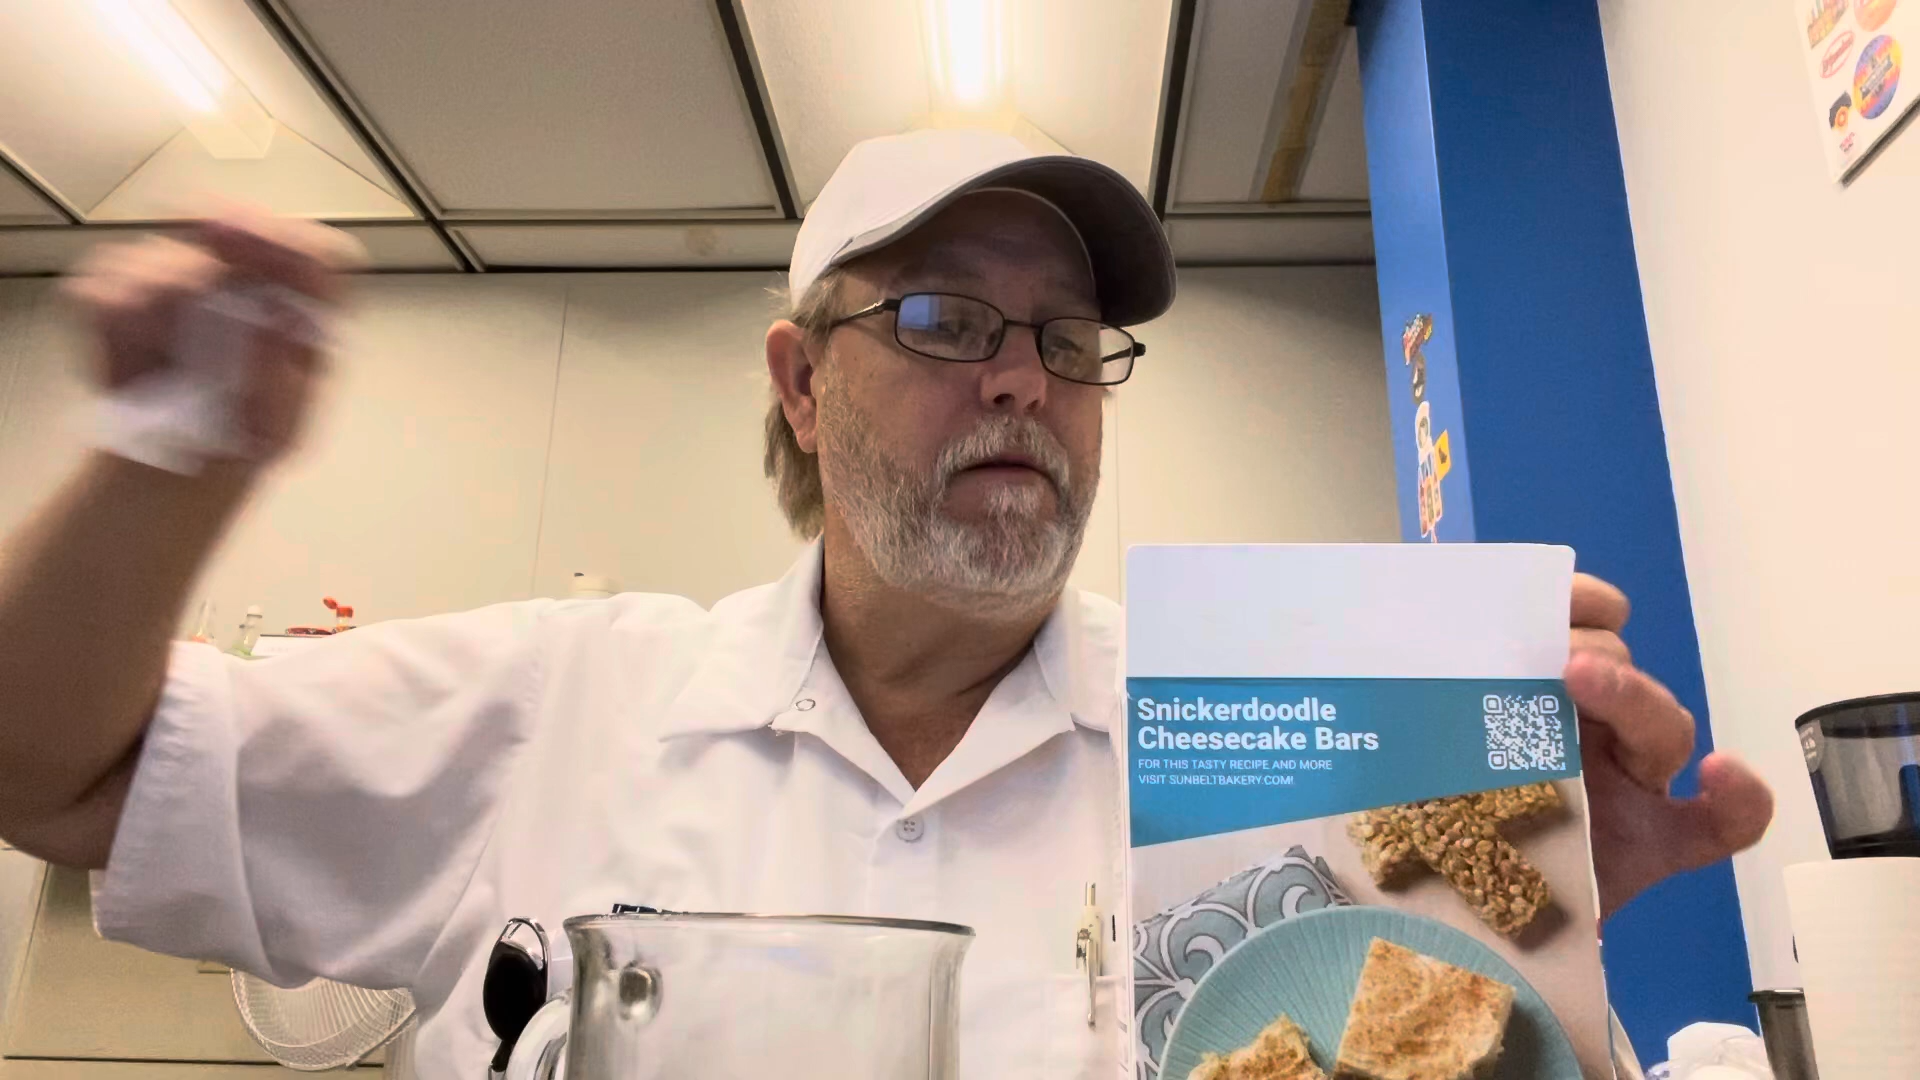 Snickerdoodle
Cheesecake Bars
FOR THIS TASTY RECIPE AND MORE
VISIT SUNBELTBAKERY.COM!